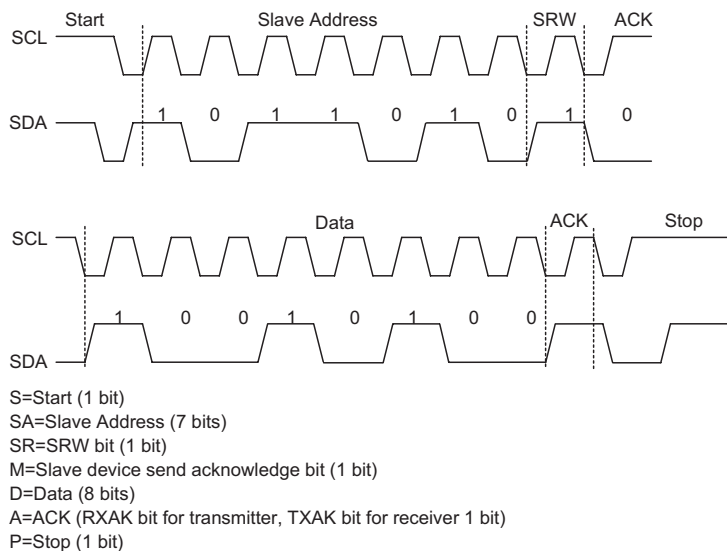 Start Slave Address SRW ACK
SCL
SDA 1 0 1 1 0 1 0 1 0
Data ACK Stop
SCL
1 0 0 1 0 1 0 0
SDA
S=Start (1 bit)
SA=Slave Address (7 bits)
SR=SRW bit (1 bit)
M=Slave device send acknowledge bit (1 bit)
D=Data (8 bits)
A=ACK (RXAK bit for transmitter, TXAK bit for receiver 1 bit)
P=Stop (1 bit)